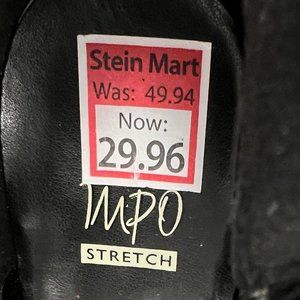 Stein Mart
Was: 49.94
Now:
29.96
IMPO
STRETCH